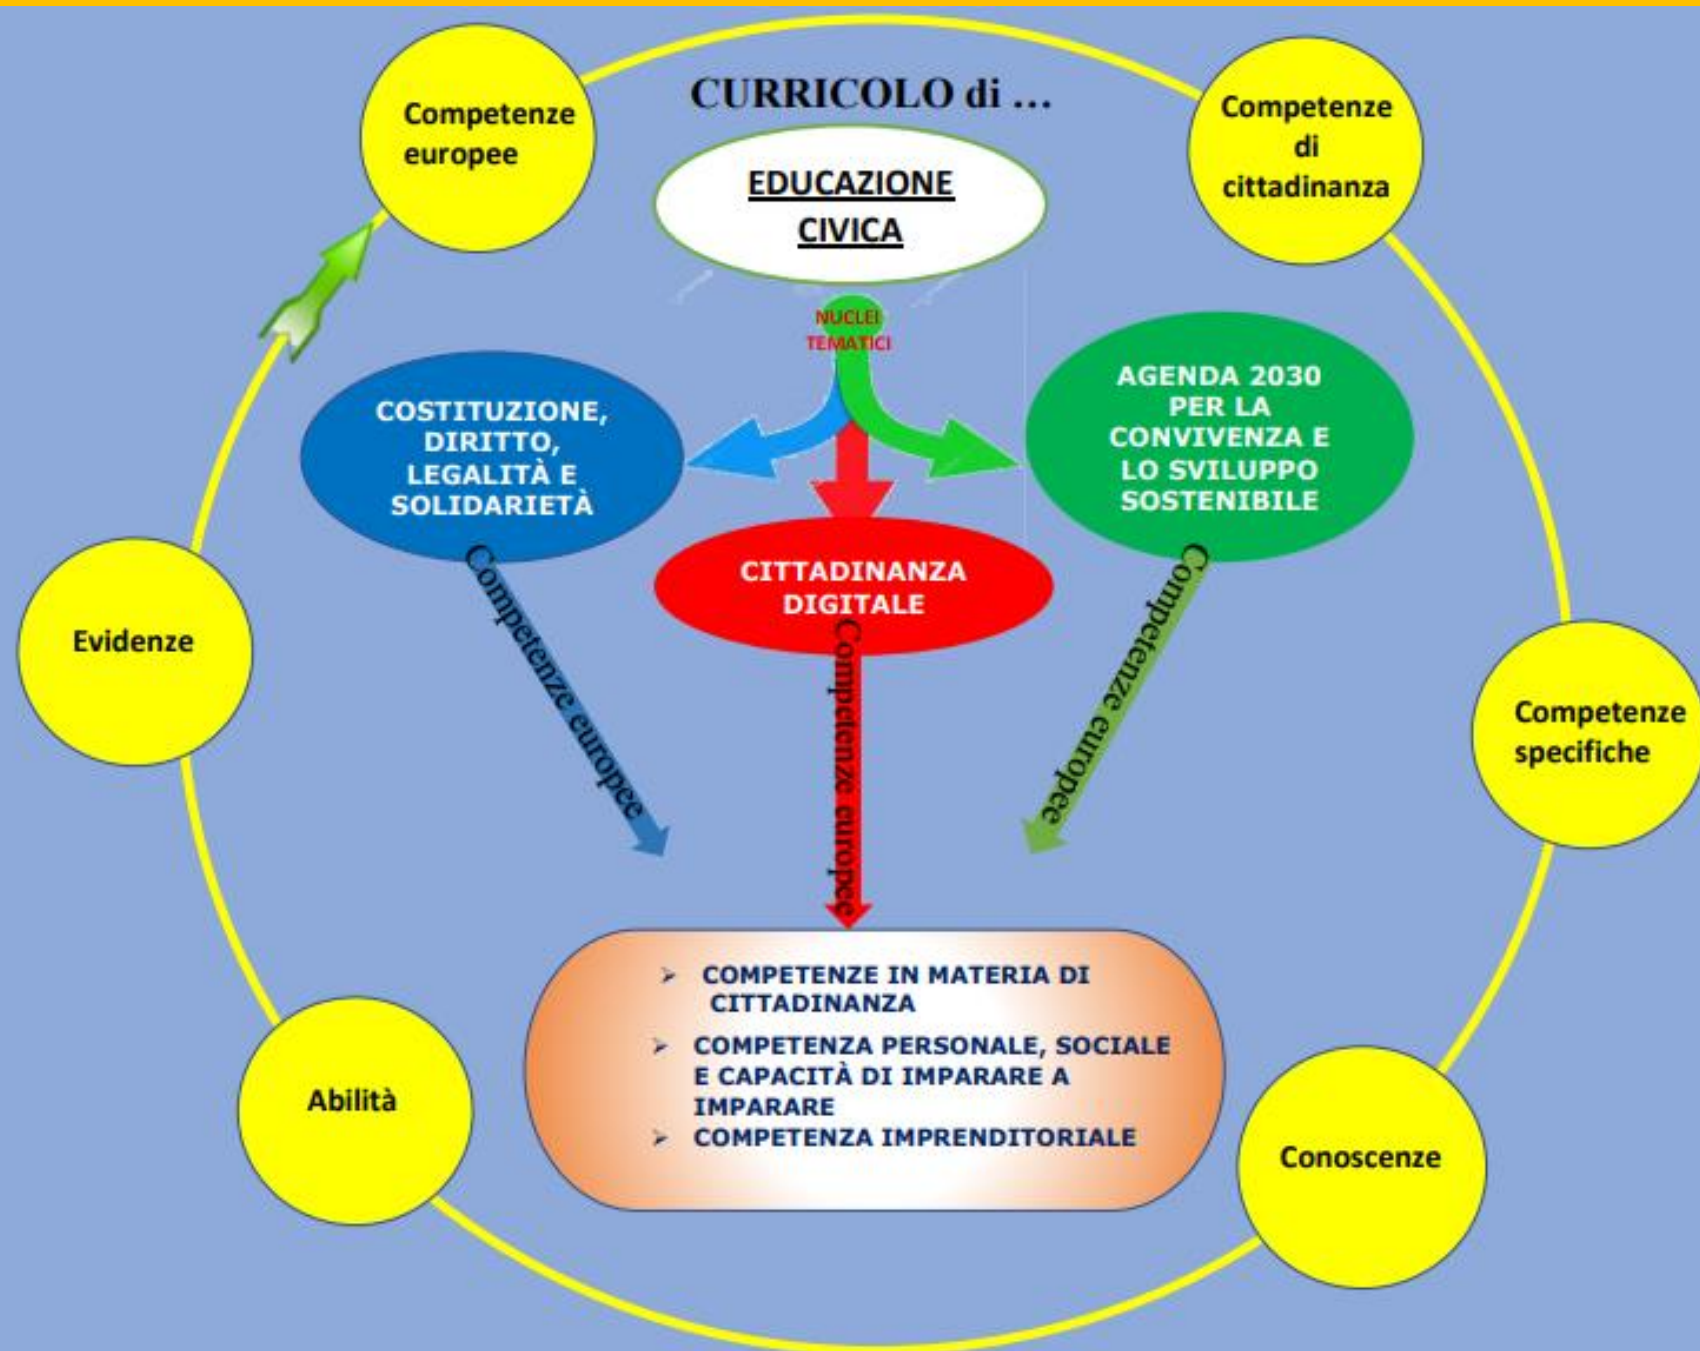 CURRICOLO di ...
EDUCAZIONE
CIVICA
NUCLEI
TEMATICI
Competenze
europee
Competenze
di
cittadinanza
COSTITUZIONE,
DIRITTO,
LEGALITÀ E
SOLIDARIETÀ
AGENDA 2030
PER LA
CONVIVENZA E
LO SVILUPPO
SOSTENIBILE
CITTADINANZA
DIGITALE
Competenze europee
Competenze europee
Competenze europee
Evidenze
Competenze
specifiche
➢ COMPETENZE IN MATERIA DI
CITTADINANZA
➢ COMPETENZA PERSONALE, SOCIALE
E CAPACITÀ DI IMPARARE A
IMPARARE
➢ COMPETENZA IMPRENDITORIALE
Abilità
Conoscenze